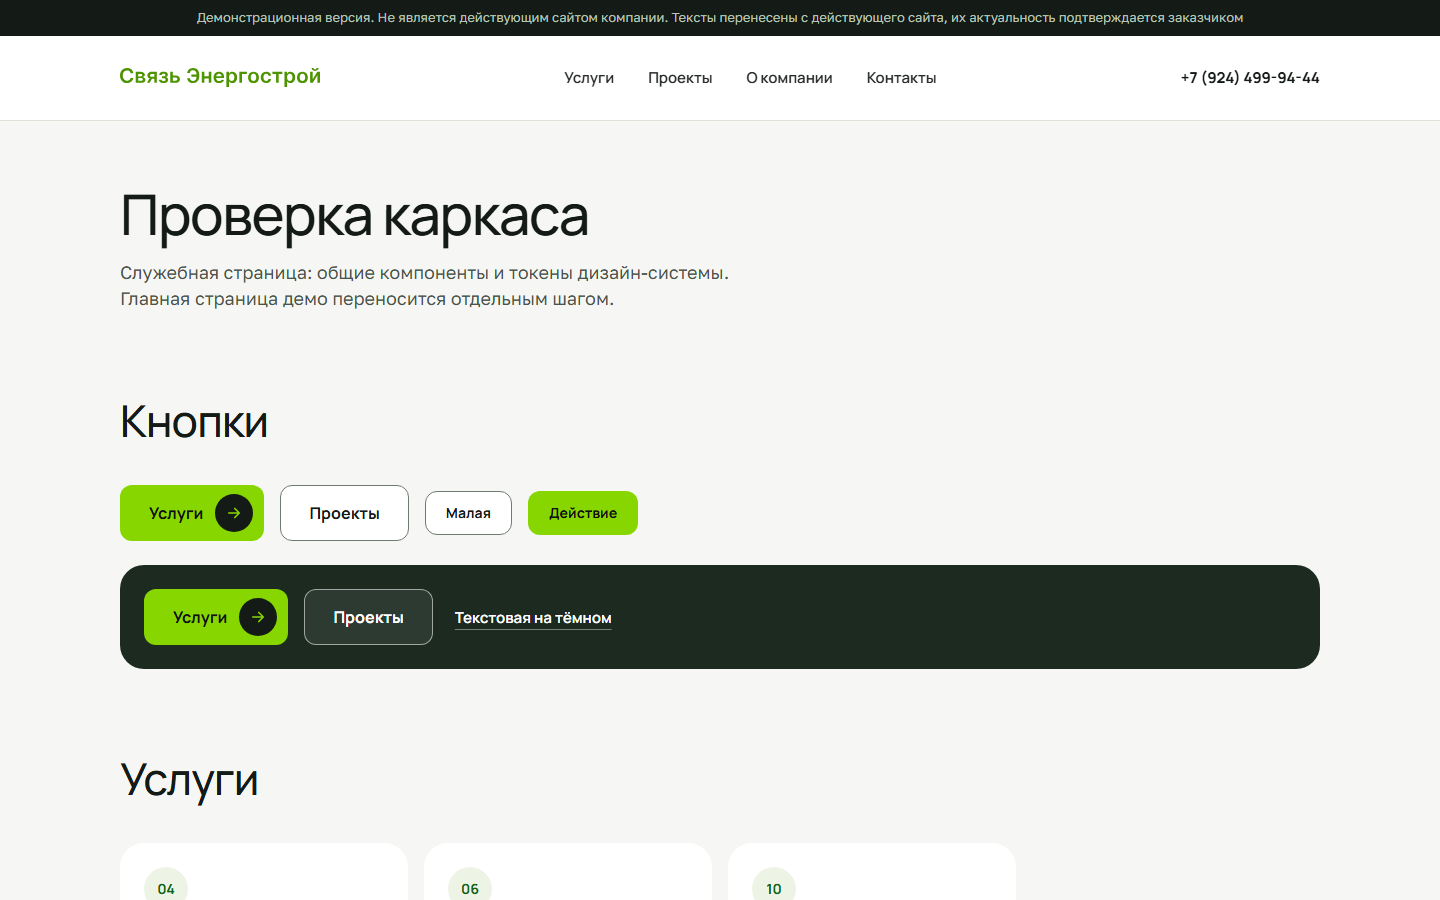 Демонстрационная версия. Не является действующим сайтом компании. Тексты перенесены с действующего сайта, их актуальность подтверждается заказчиком
Связь Энергострой
Услуги
Проекты
О компании
Контакты
+7 (924) 499-94-44
Проверка каркаса
Служебная страница: общие компоненты и токены дизайн-системы.
Главная страница демо переносится отдельным шагом.
Кнопки
Услуги
Проекты
Малая
Действие
Услуги
Проекты
Текстовая на тёмном
Услуги
04
06
10